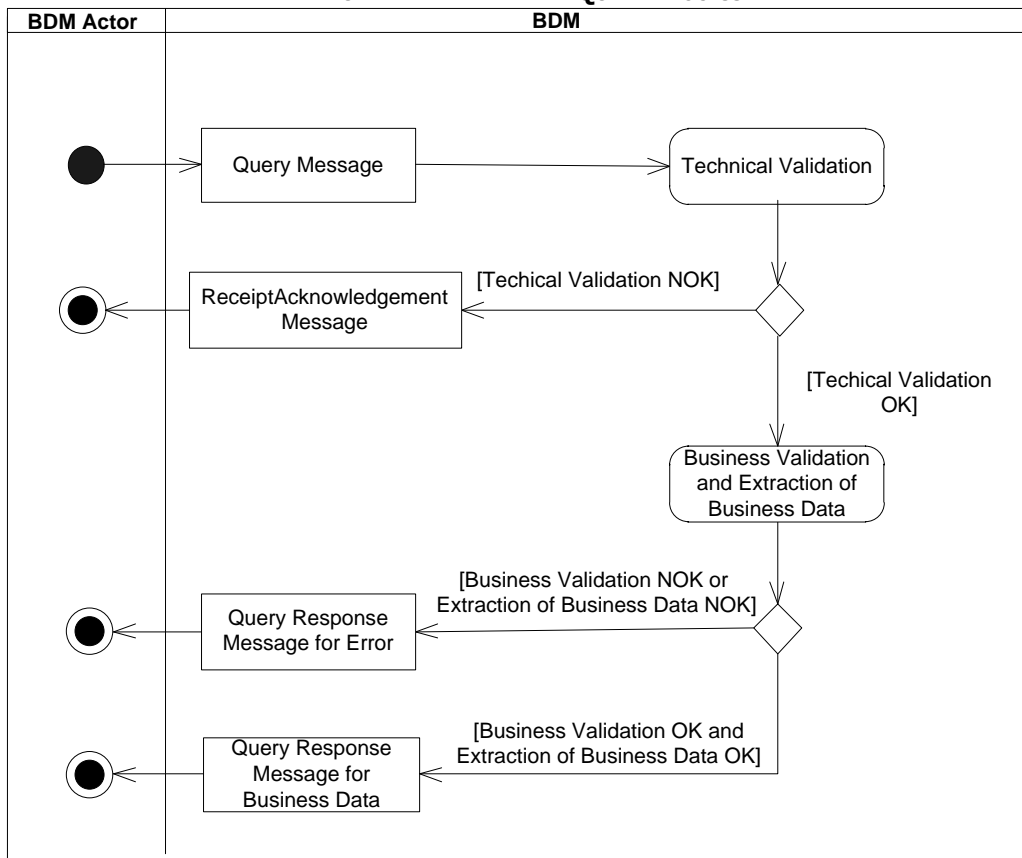 BDM Actor
BDM
Query Message
Technical Validation
[Techical Validation NOK]
ReceiptAcknowledgement
Message
[Techical Validation
OK]
Business Validation
and Extraction of
Business Data
[Business Validation NOK or
Extraction of Business Data NOK]
Query Response
Message for Error
[Business Validation OK and
Extraction of Business Data OK]
Query Response
Message for
Business Data